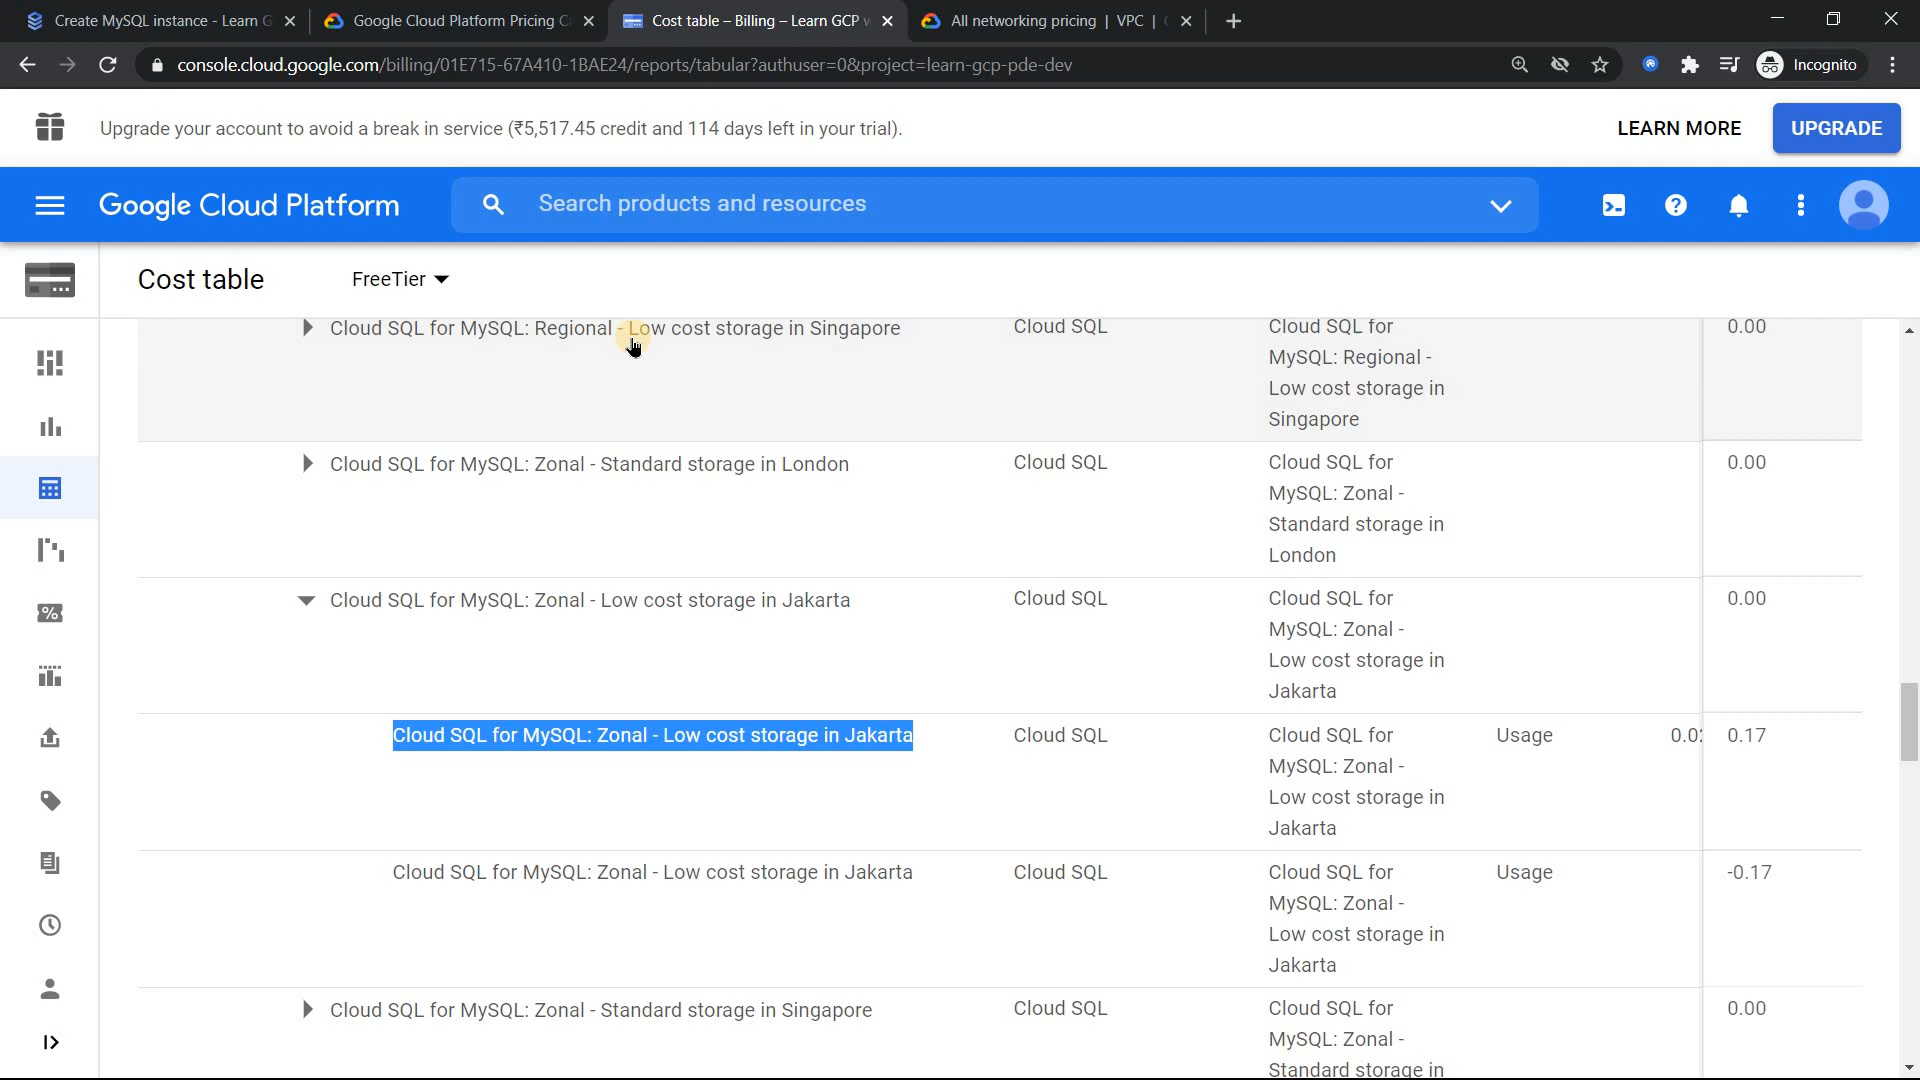 Create MySQL instance - Learn G
Google Cloud Platform Pricing C
Cost table – Billing – Learn GCP w
All networking pricing | VPC |
console.cloud.google.com/billing/01E715-67A410-1BAE24/reports/tabular?authuser=0&project=learn-gcp-pde-dev
Incognito
Upgrade your account to avoid a break in service (₹5,517.45 credit and 114 days left in your trial).
LEARN MORE
UPGRADE
Google Cloud Platform
Search products and resources
Cost table
FreeTier
Cloud SQL for MySQL: Regional - Low cost storage in Singapore
Cloud SQL
Cloud SQL for
MySQL: Regional -
Low cost storage in
Singapore
0.00
Cloud SQL for MySQL: Zonal - Standard storage in London
Cloud SQL
Cloud SQL for
MySQL: Zonal -
Standard storage in
London
0.00
Cloud SQL for MySQL: Zonal - Low cost storage in Jakarta
Cloud SQL
Cloud SQL for
MySQL: Zonal -
Low cost storage in
Jakarta
0.00
Cloud SQL for MySQL: Zonal - Low cost storage in Jakarta
Cloud SQL
Cloud SQL for
MySQL: Zonal -
Low cost storage in
Jakarta
Usage
0.02
0.17
Cloud SQL for MySQL: Zonal - Low cost storage in Jakarta
Cloud SQL
Cloud SQL for
MySQL: Zonal -
Low cost storage in
Jakarta
Usage
-0.17
Cloud SQL for MySQL: Zonal - Standard storage in Singapore
Cloud SQL
Cloud SQL for
MySQL: Zonal -
Standard storage in
0.00